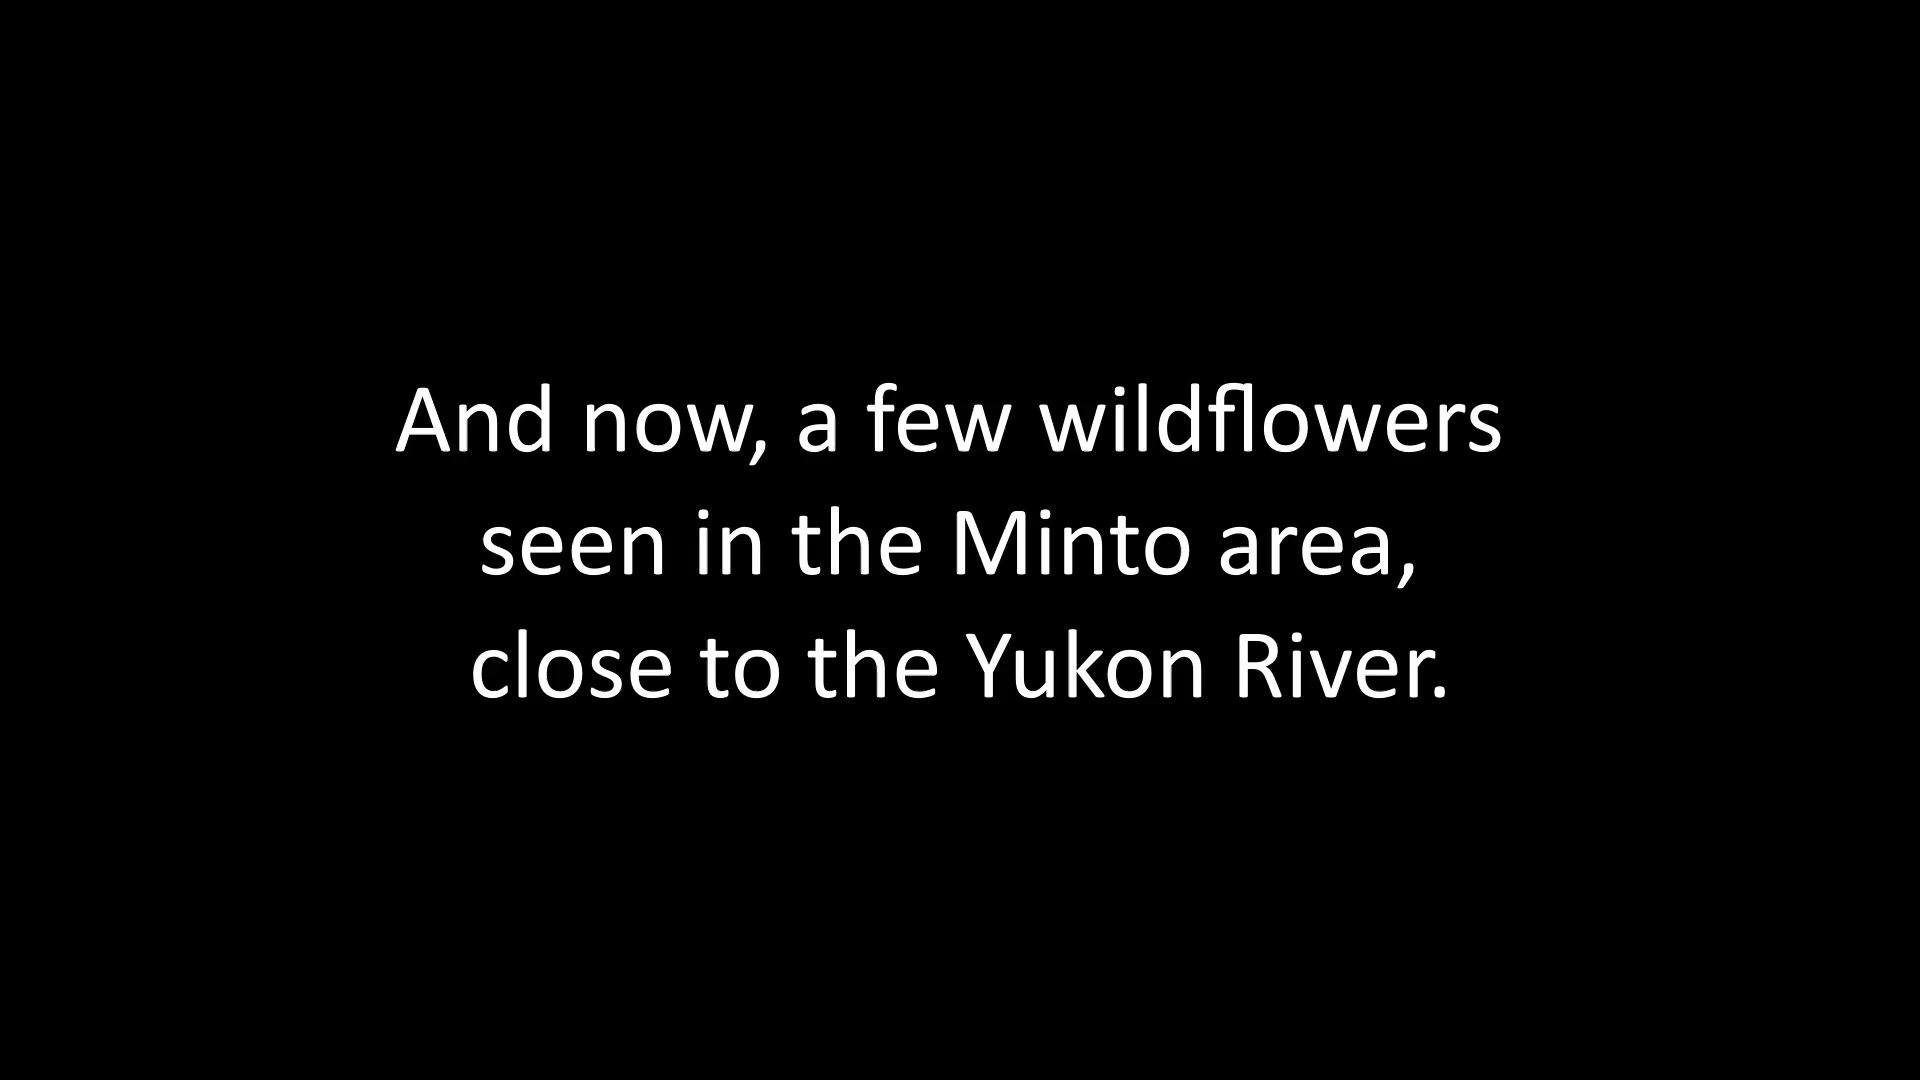 And now, a few wildflowers
seen in the Minto area,
close to the Yukon River.